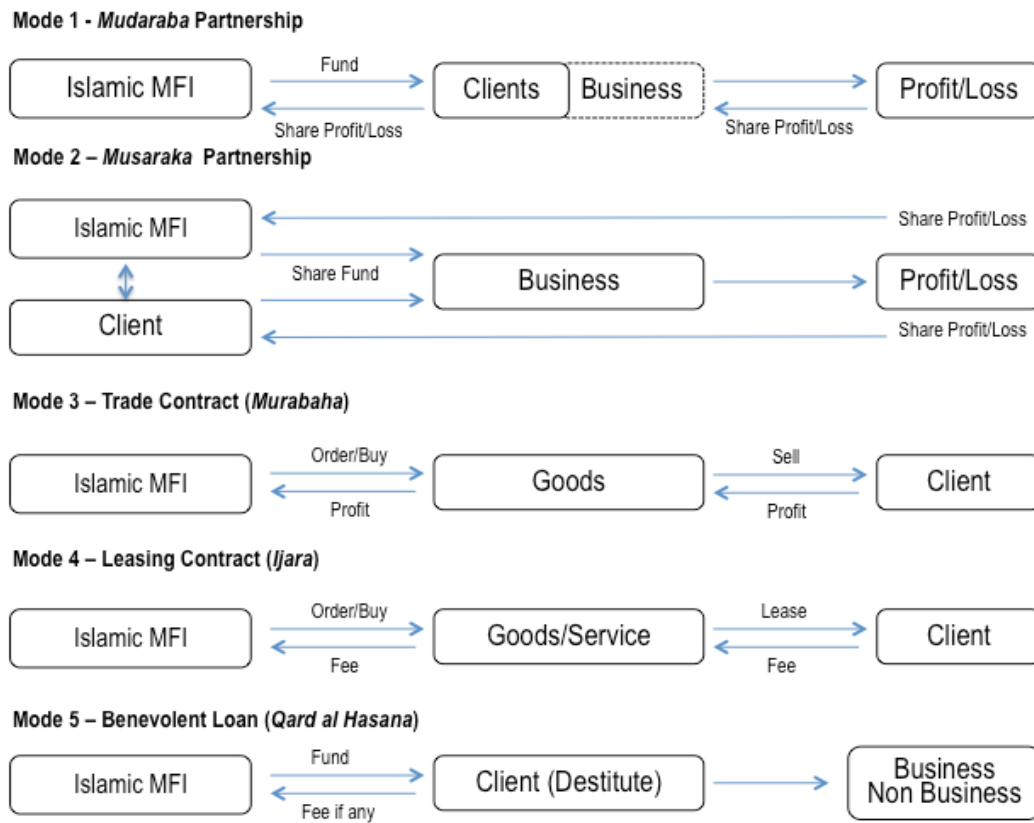 Mode 1 - Mudaraba Partnership
Islamic MFI
Fund
Share Profit/Loss
Clients
Business
Share Profit/Loss
Profit/Loss
Mode 2 – Musaraka Partnership
Islamic MFI
Share Profit/Loss
Share Fund
Business
Profit/Loss
Client
Share Profit/Loss
Mode 3 – Trade Contract (Murabaha)
Islamic MFI
Order/Buy
Profit
Goods
Sell
Profit
Client
Mode 4 – Leasing Contract (Ijara)
Islamic MFI
Order/Buy
Fee
Goods/Service
Lease
Fee
Client
Mode 5 – Benevolent Loan (Qard al Hasana)
Islamic MFI
Fund
Fee if any
Client (Destitute)
Business
Non Business